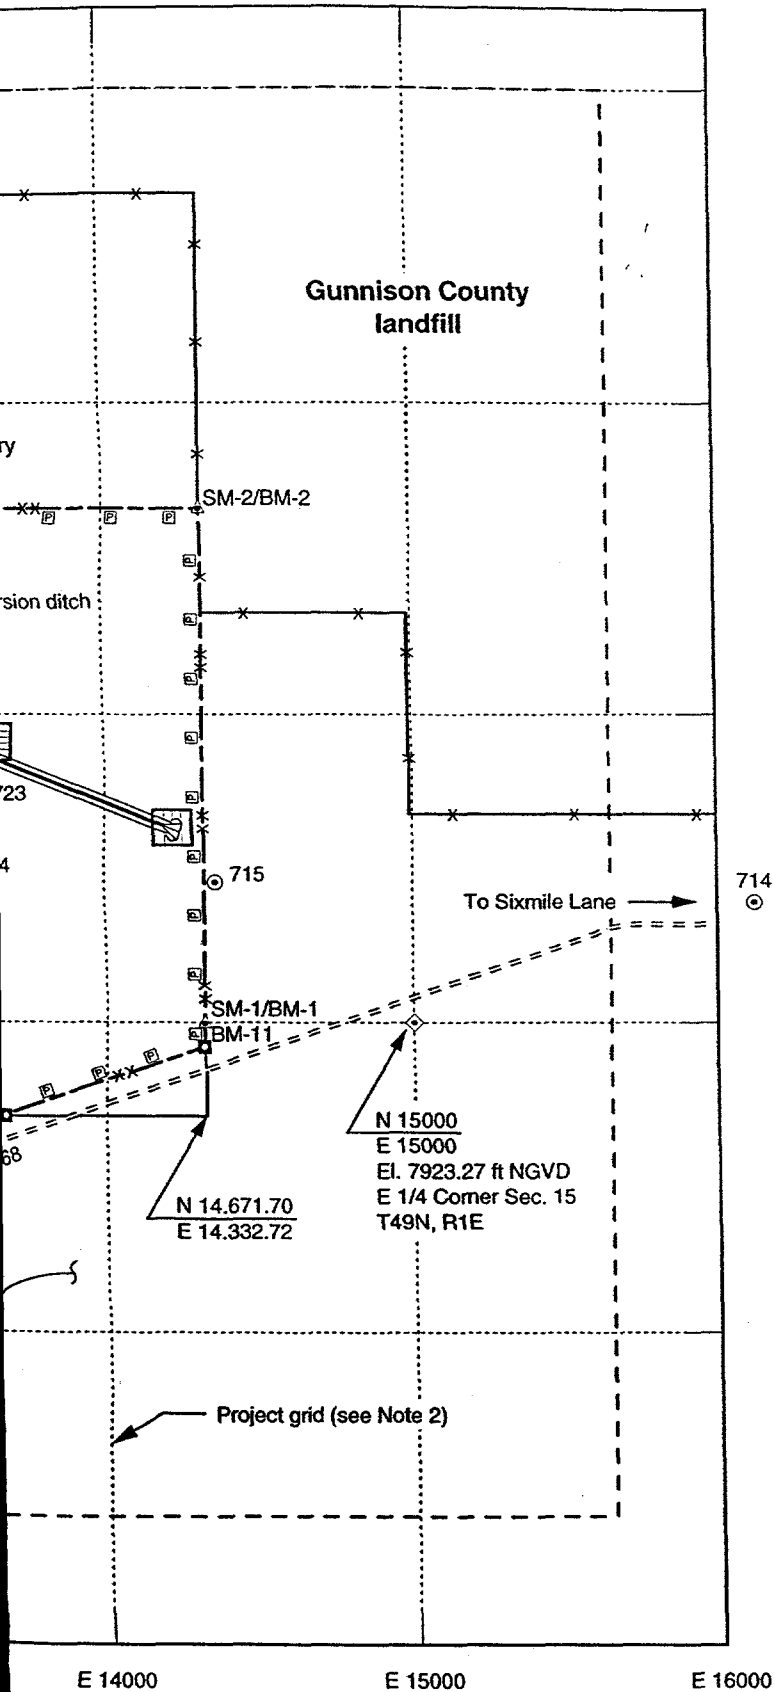 Gunnison County
landfill
ry
SM-2/BM-2
P P P
P
rsion ditch
P
P
P
723
P
4
P
715
714
To Sixmile Lane
P
P
SM-1/BM-1
P
BM-11
P P P
68
N 15000
E 15000
El. 7923.27 ft NGVD
E 1/4 Corner Sec. 15
T49N, R1E
N 14.671.70
E 14.332.72
Project grid (see Note 2)
E 14000
E 15000
E 16000